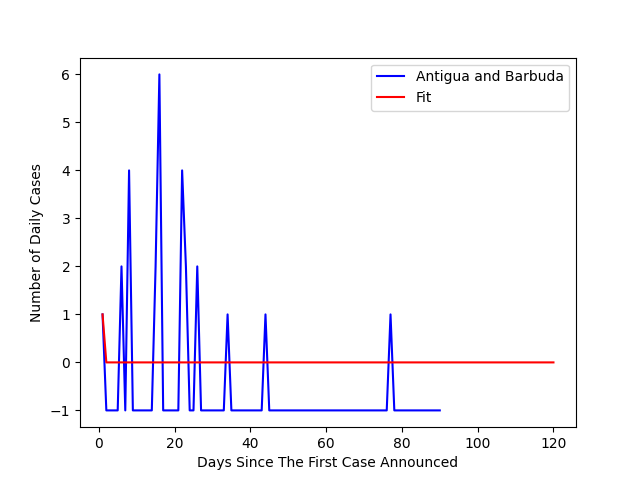 Antigua and Barbuda
Fit
Number of Daily Cases
6
5
4
3
2
1
0
−1
0 20 40 60 80 100 120
Days Since The First Case Announced